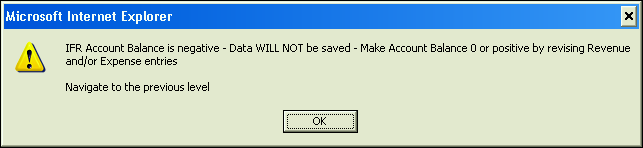 Microsoft Internet Explorer
IFR Account Balance is negative - Data WILL NOT be saved - Make Account Balance 0 or positive by revising Revenue
and/or Expense entries
Navigate to the previous level
OK